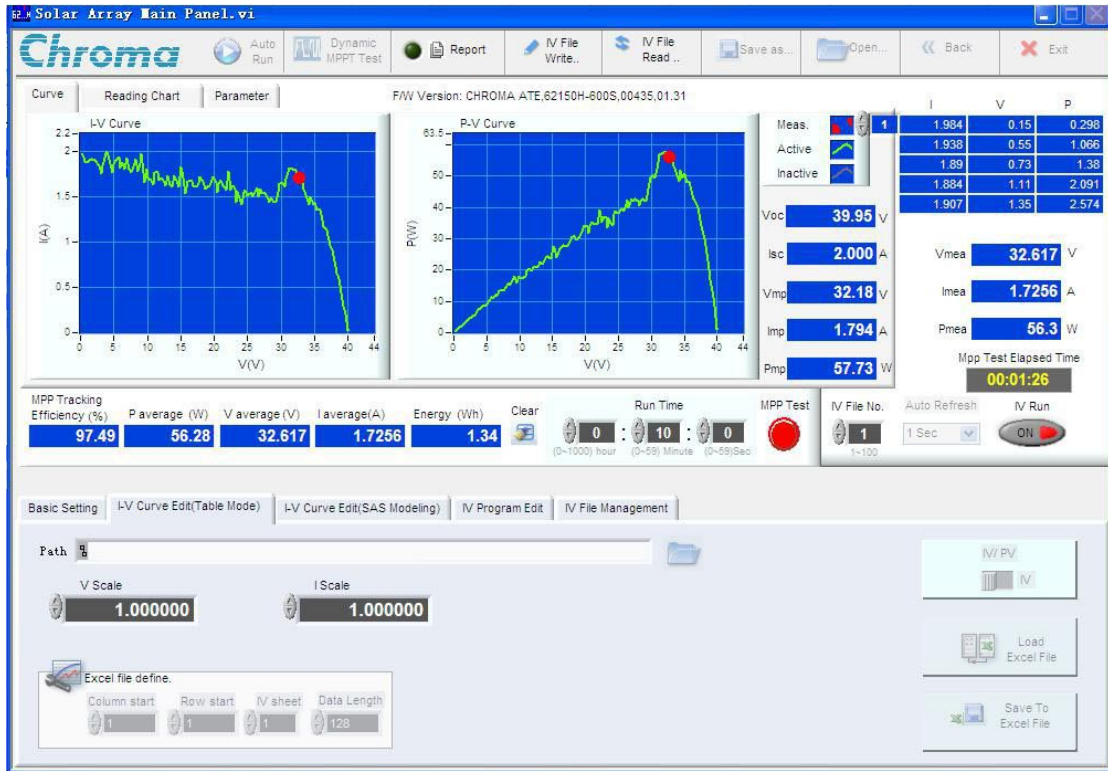 Solar Array Main Panel.vi
Chroma
Auto Run
Dynamic MPPT Test
Report
IV File Write..
IV File Read ..
Save as...
Open...
Back
Exit
Curve
Reading Chart
Parameter
F/W Version: CHROMA ATE,62150H-600S,00435,01.31
I-V Curve
2.2
2
1.5
1
0.5
0
I(A)
0 5 10 15 20 25 30 35 40 44
V(V)
P-V Curve
63.5
50
40
30
20
10
0
P(W)
0 5 10 15 20 25 30 35 40 44
V(V)
Meas. 1
Active
Inactive
Voc 39.95 V
Isc 2.000 A
Vmp 32.18 V
Imp 1.794 A
Pmp 57.73 W
I V P
1.984 0.15 0.298
1.938 0.55 1.066
1.89 0.73 1.38
1.884 1.11 2.091
1.907 1.35 2.574
Vmea 32.617 V
Imea 1.7256 A
Pmea 56.3 W
Mpp Test Elapsed Time
00:01:26
MPP Tracking
Efficiency (%) P average (W) V average (V) I average(A) Energy (Wh)
97.49 56.28 32.617 1.7256 1.34
Clear
Run Time
0 : 10 : 0
(0~1000) hour (0~59) Minute (0~59)Sec
MPP Test
IV File No.
1
1~100
Auto Refresh
1 Sec
IV Run
ON
Basic Setting
I-V Curve Edit(Table Mode)
I-V Curve Edit(SAS Modeling)
IV Program Edit
IV File Management
Path
V Scale
1.000000
I Scale
1.000000
Excel file define.
Column start Row start IV sheet Data Length
1 1 1 128
IV/ PV
IV
Load
Excel File
Save To
Excel File